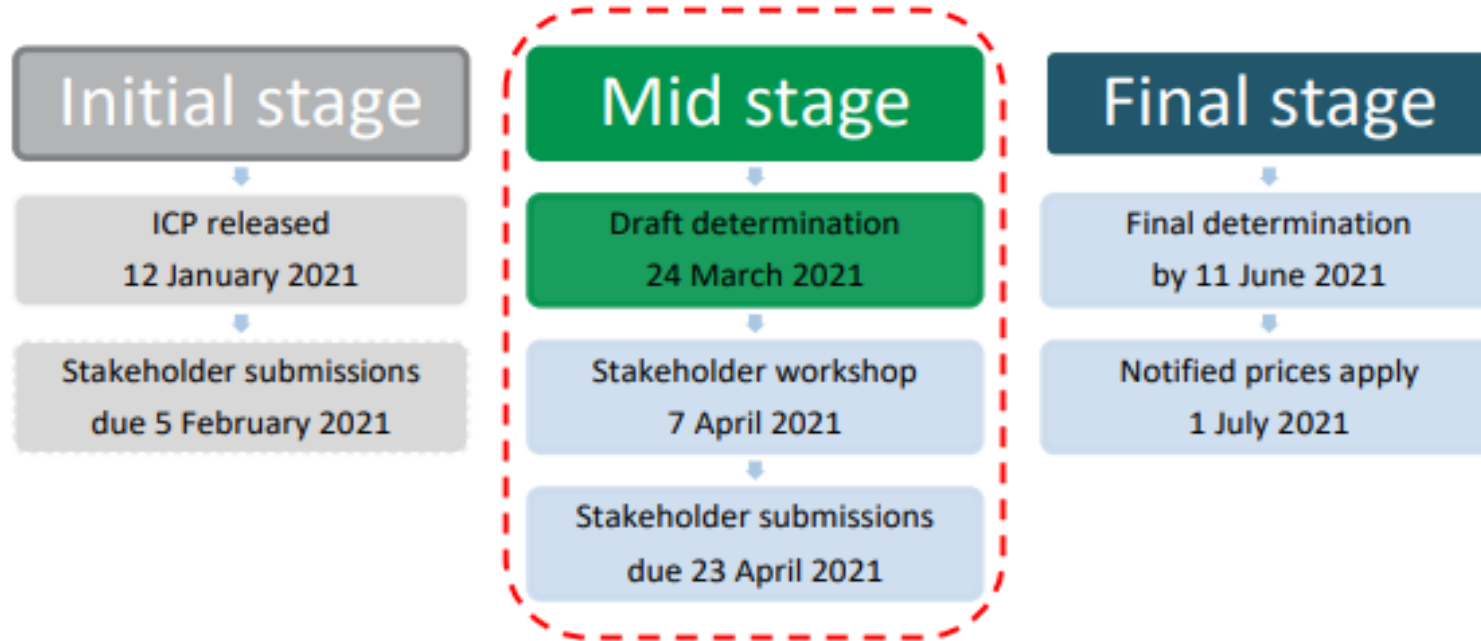 Initial stage
ICP released
12 January 2021
Stakeholder submissions
due 5 February 2021
Mid stage
Draft determination
24 March 2021
Stakeholder workshop
7 April 2021
Stakeholder submissions
due 23 April 2021
Final stage
Final determination
by 11 June 2021
Notified prices apply
1 July 2021